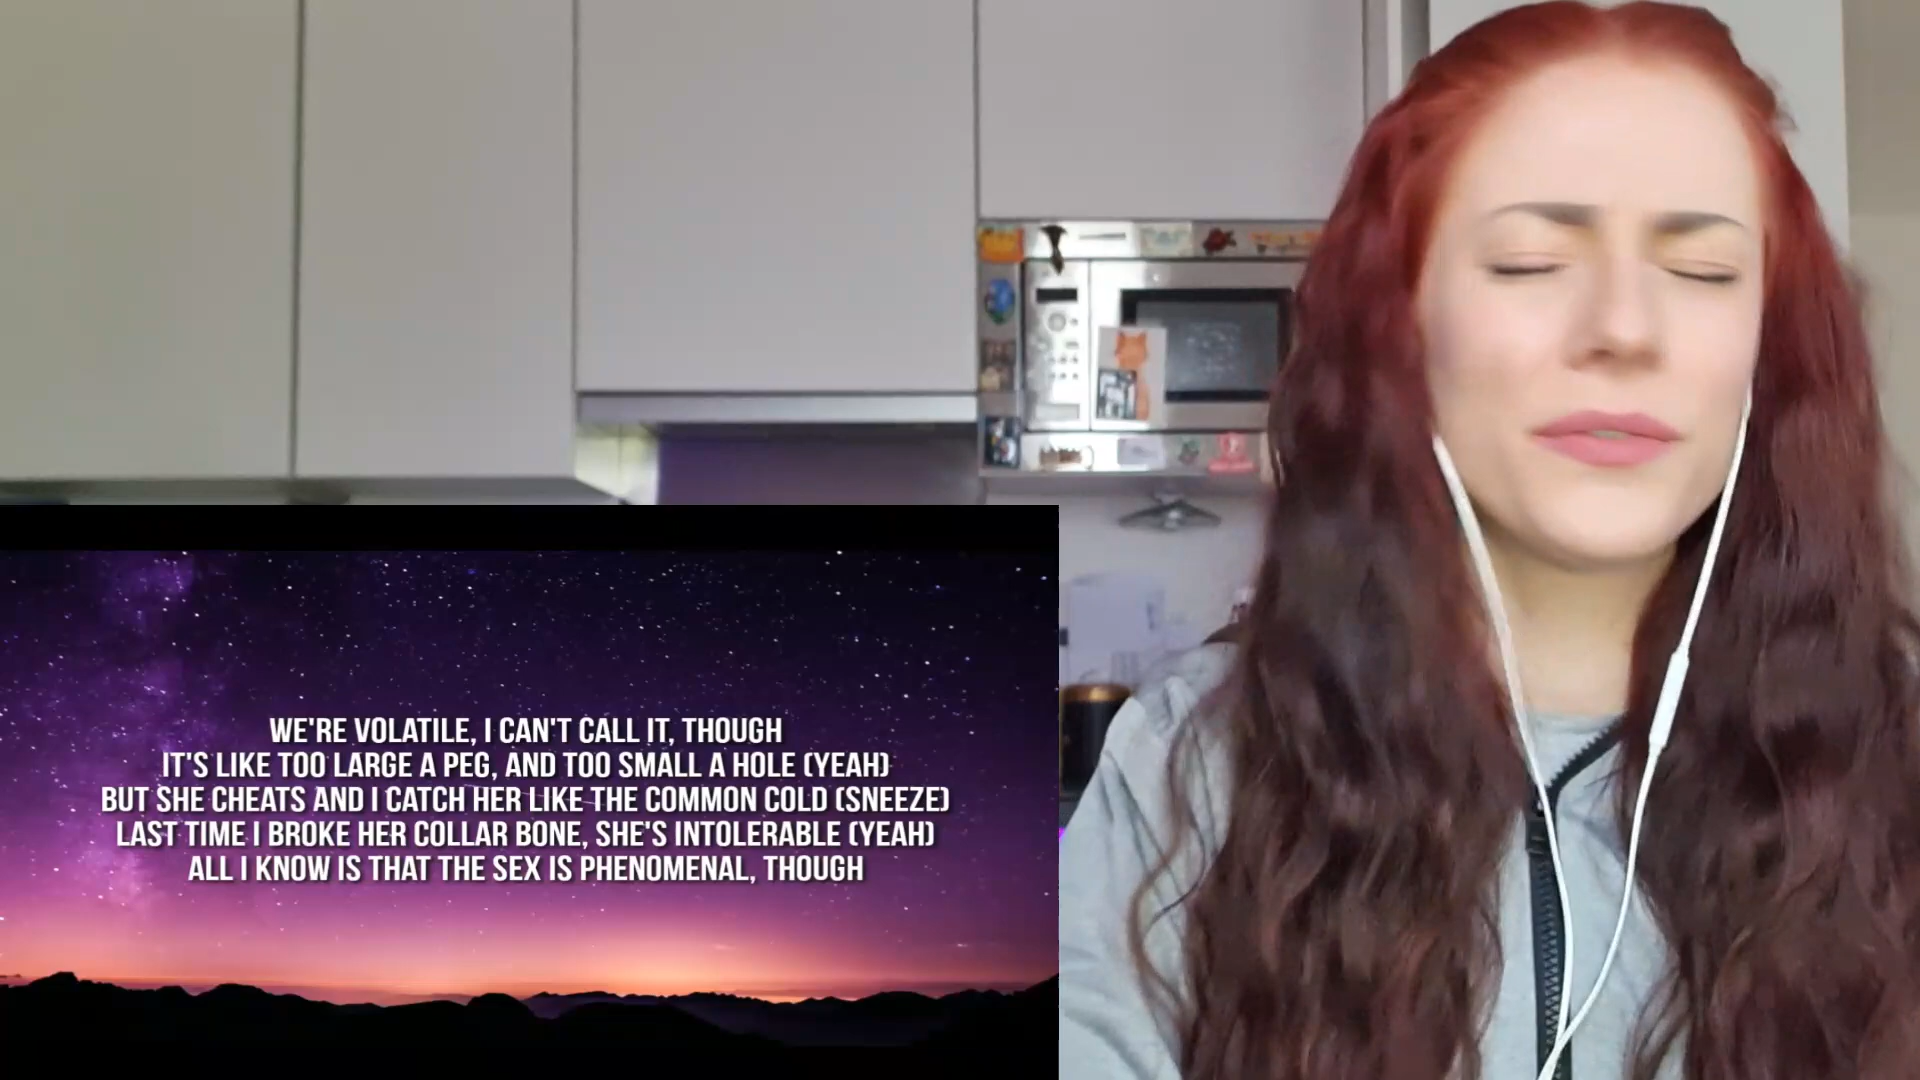 WE'RE VOLATILE, I CAN'T CALL IT, THOUGH
IT'S LIKE TOO LARGE A PEG, AND TOO SMALL A HOLE (YEAH)
BUT SHE CHEATS AND I CATCH HER LIKE THE COMMON COLD (SNEEZE)
LAST TIME I BROKE HER COLLAR BONE, SHE'S INTOLERABLE (YEAH)
ALL I KNOW IS THAT THE SEX IS PHENOMENAL, THOUGH